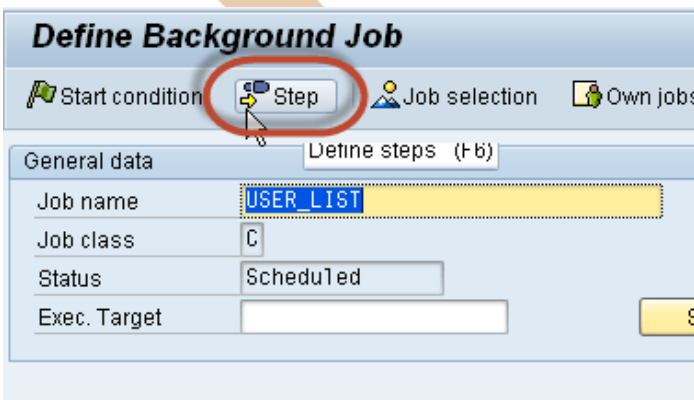 Define Background Job
Start condition Step Job selection Own jobs
Define steps (F6)
General data
Job name USER_LIST
Job class C
Status Scheduled
Exec. Target S